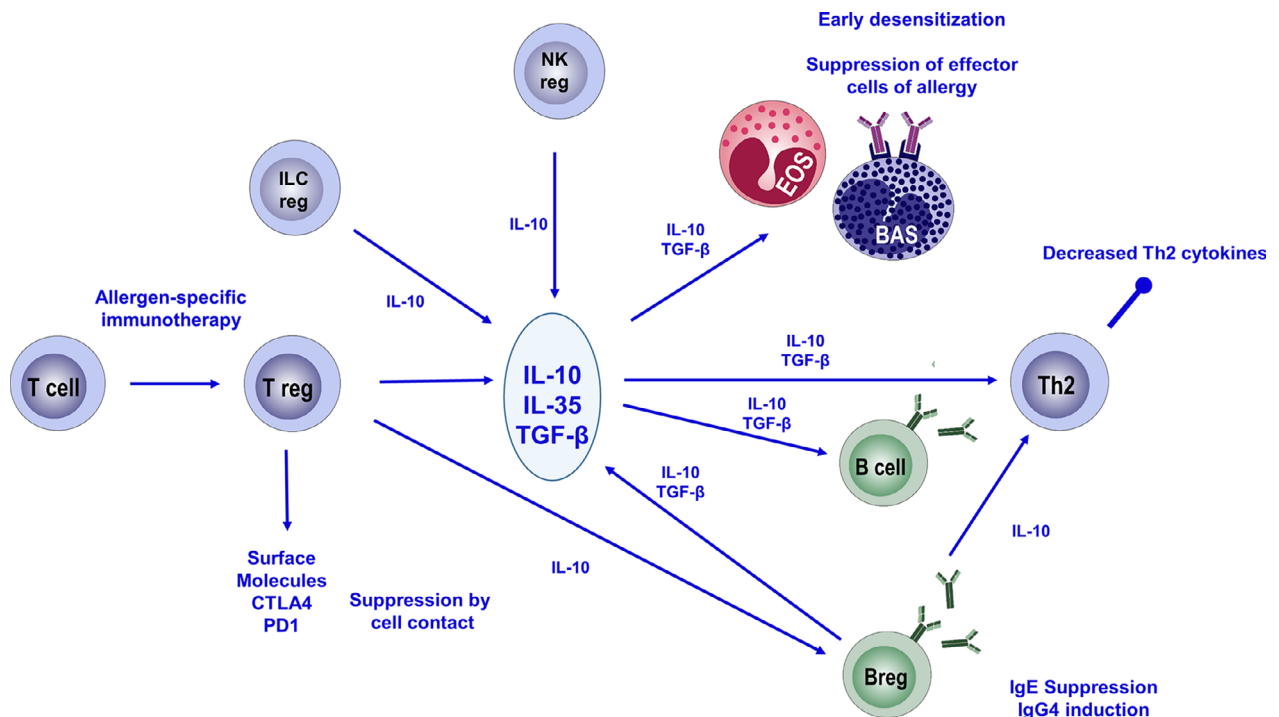 Early desensitization
NK
reg
Suppression of effector
cells of allergy
EOS
ILC
reg
BAS
IL-10
IL-10
TGF-β
Decreased Th2 cytokines
IL-10
Allergen-specific
immunotherapy
T cell
T reg
IL-10
IL-35
TGF-β
IL-10
TGF-β
Th2
IL-10
TGF-β
B cell
IL-10
TGF-β
IL-10
IL-10
Surface
Molecules
CTLA4
PD1
Suppression by
cell contact
Breg
IgE Suppression
IgG4 induction